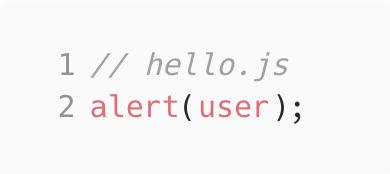 1 // hello.js
2 alert(user);